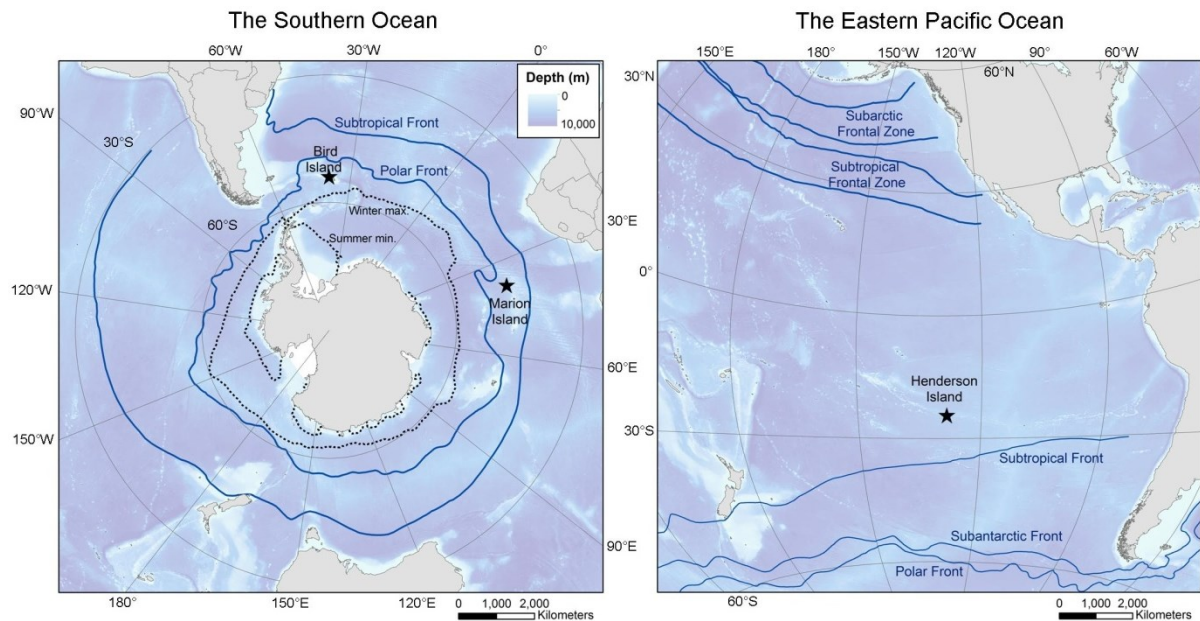 The Southern Ocean
60°W
30°W
0°
90°W
30°S
60°S
120°W
150°W
180°
150°E
120°E
90°E
60°E
30°E
Depth (m)
0
10,000
Subtropical Front
Bird
Island
Polar Front
Winter max.
Summer min.
Marion
Island
0 1,000 2,000
Kilometers
The Eastern Pacific Ocean
150°E
180°
150°W
120°W
90°
60°W
30°N
60°N
Subarctic
Frontal Zone
Subtropical
Frontal Zone
0°
Henderson
Island
30°S
Subtropical Front
Subantarctic Front
Polar Front
60°S
0 1,000 2,000
Kilometers